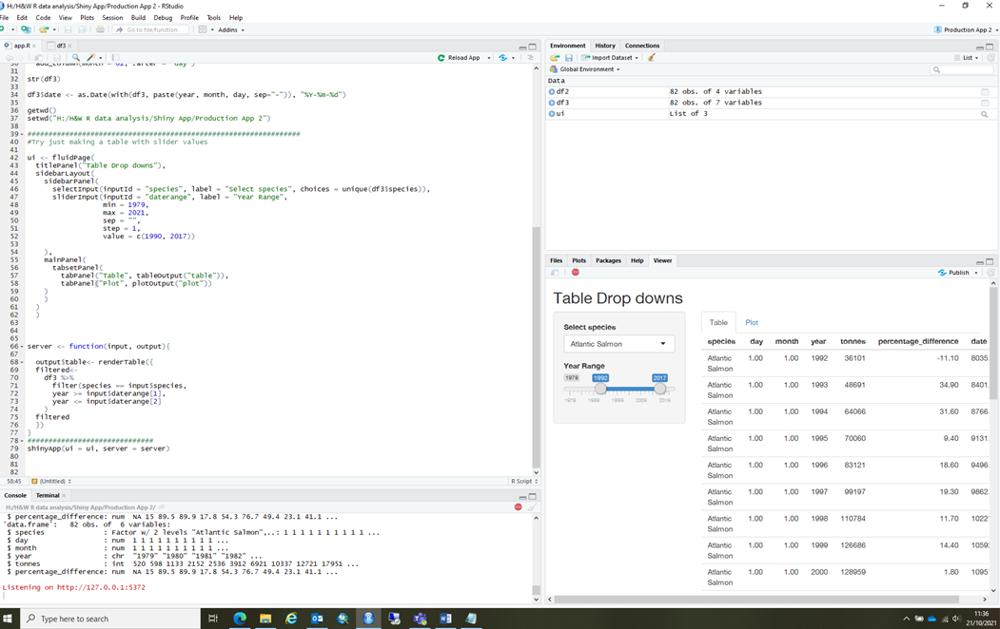 H:/H&W R data analysis/Shiny App/Production App 2 - RStudio
File Edit Code View Plots Session Build Debug Profile Tools Help
Go to file/function Addins Production App 2
app.R df3
Reload App
31
32 str(df3)
33
34 df3$date <- as.Date(with(df3, paste(year, month, day, sep="-")), "%Y-%m-%d")
35
36 getwd()
37 setwd("H:/H&W R data analysis/Shiny App/Production App 2")
38
39 ##################################################################
40 #Try just making a table with slider values
41
42 ui <- fluidPage(
43 titlePanel("Table Drop downs"),
44 sidebarLayout(
45 sidebarPanel(
46 selectInput(inputId = "species", label = "Select species", choices = unique(df3$species)),
47 sliderInput(inputId = "daterange", label = "Year Range",
48 min = 1979,
49 max = 2021,
50 sep = "",
51 step = 1,
52 value = c(1990, 2017))
53
54 ),
55 mainPanel(
56 tabsetPanel(
57 tabPanel("Table", tableOutput("table")),
58 tabPanel("Plot", plotOutput("plot"))
59 )
60 )
61 )
62 )
63
64
65
66 server <- function(input, output){
67
68 output$table<- renderTable({
69 filtered<-
70 df3 %>%
71 filter(species == input$species,
72 year >= input$daterange[1],
73 year <= input$daterange[2]
74 )
75 filtered
76 })
77 }
78 ##############################
79 shinyApp(ui = ui, server = server)
80
81
82
58:45 (Untitled) R Script
Console Terminal
H:/H&W R data analysis/Shiny App/Production App 2/
$ percentage_difference: num NA 15 89.5 89.9 17.8 54.3 76.7 49.4 23.1 41.1 ...
'data.frame': 82 obs. of 6 variables:
$ species : Factor w/ 2 levels "Atlantic Salmon",..: 1 1 1 1 1 1 1 1 1 1 ...
$ day : num 1 1 1 1 1 1 1 1 1 1 ...
$ month : num 1 1 1 1 1 1 1 1 1 1 ...
$ year : chr "1979" "1980" "1981" "1982" ...
$ tonnes : int 520 598 1133 2152 2536 3912 6921 10337 12721 17951 ...
$ percentage_difference: num NA 15 89.5 89.9 17.8 54.3 76.7 49.4 23.1 41.1 ...
Listening on http://127.0.0.1:5372
Environment History Connections
Import Dataset List
Global Environment
Data
df2 82 obs. of 4 variables
df3 82 obs. of 7 variables
ui List of 3
Files Plots Packages Help Viewer
Publish
Table Drop downs
Select species
Atlantic Salmon
Year Range
1979 1992 2017
1979 1989 1999 2009 2019
Table Plot
species day month year tonnes percentage_difference date
Atlantic Salmon 1.00 1.00 1992 36101 -11.10 8035.
Atlantic Salmon 1.00 1.00 1993 48691 34.90 8401.
Atlantic Salmon 1.00 1.00 1994 64066 31.60 8766.
Atlantic Salmon 1.00 1.00 1995 70060 9.40 9131.
Atlantic Salmon 1.00 1.00 1996 83121 18.60 9496.
Atlantic Salmon 1.00 1.00 1997 99197 19.30 9862.
Atlantic Salmon 1.00 1.00 1998 110784 11.70 1022
Atlantic Salmon 1.00 1.00 1999 126686 14.40 1059
Atlantic Salmon 1.00 1.00 2000 128959 1.80 1095
Type here to search
11:36
21/10/2021